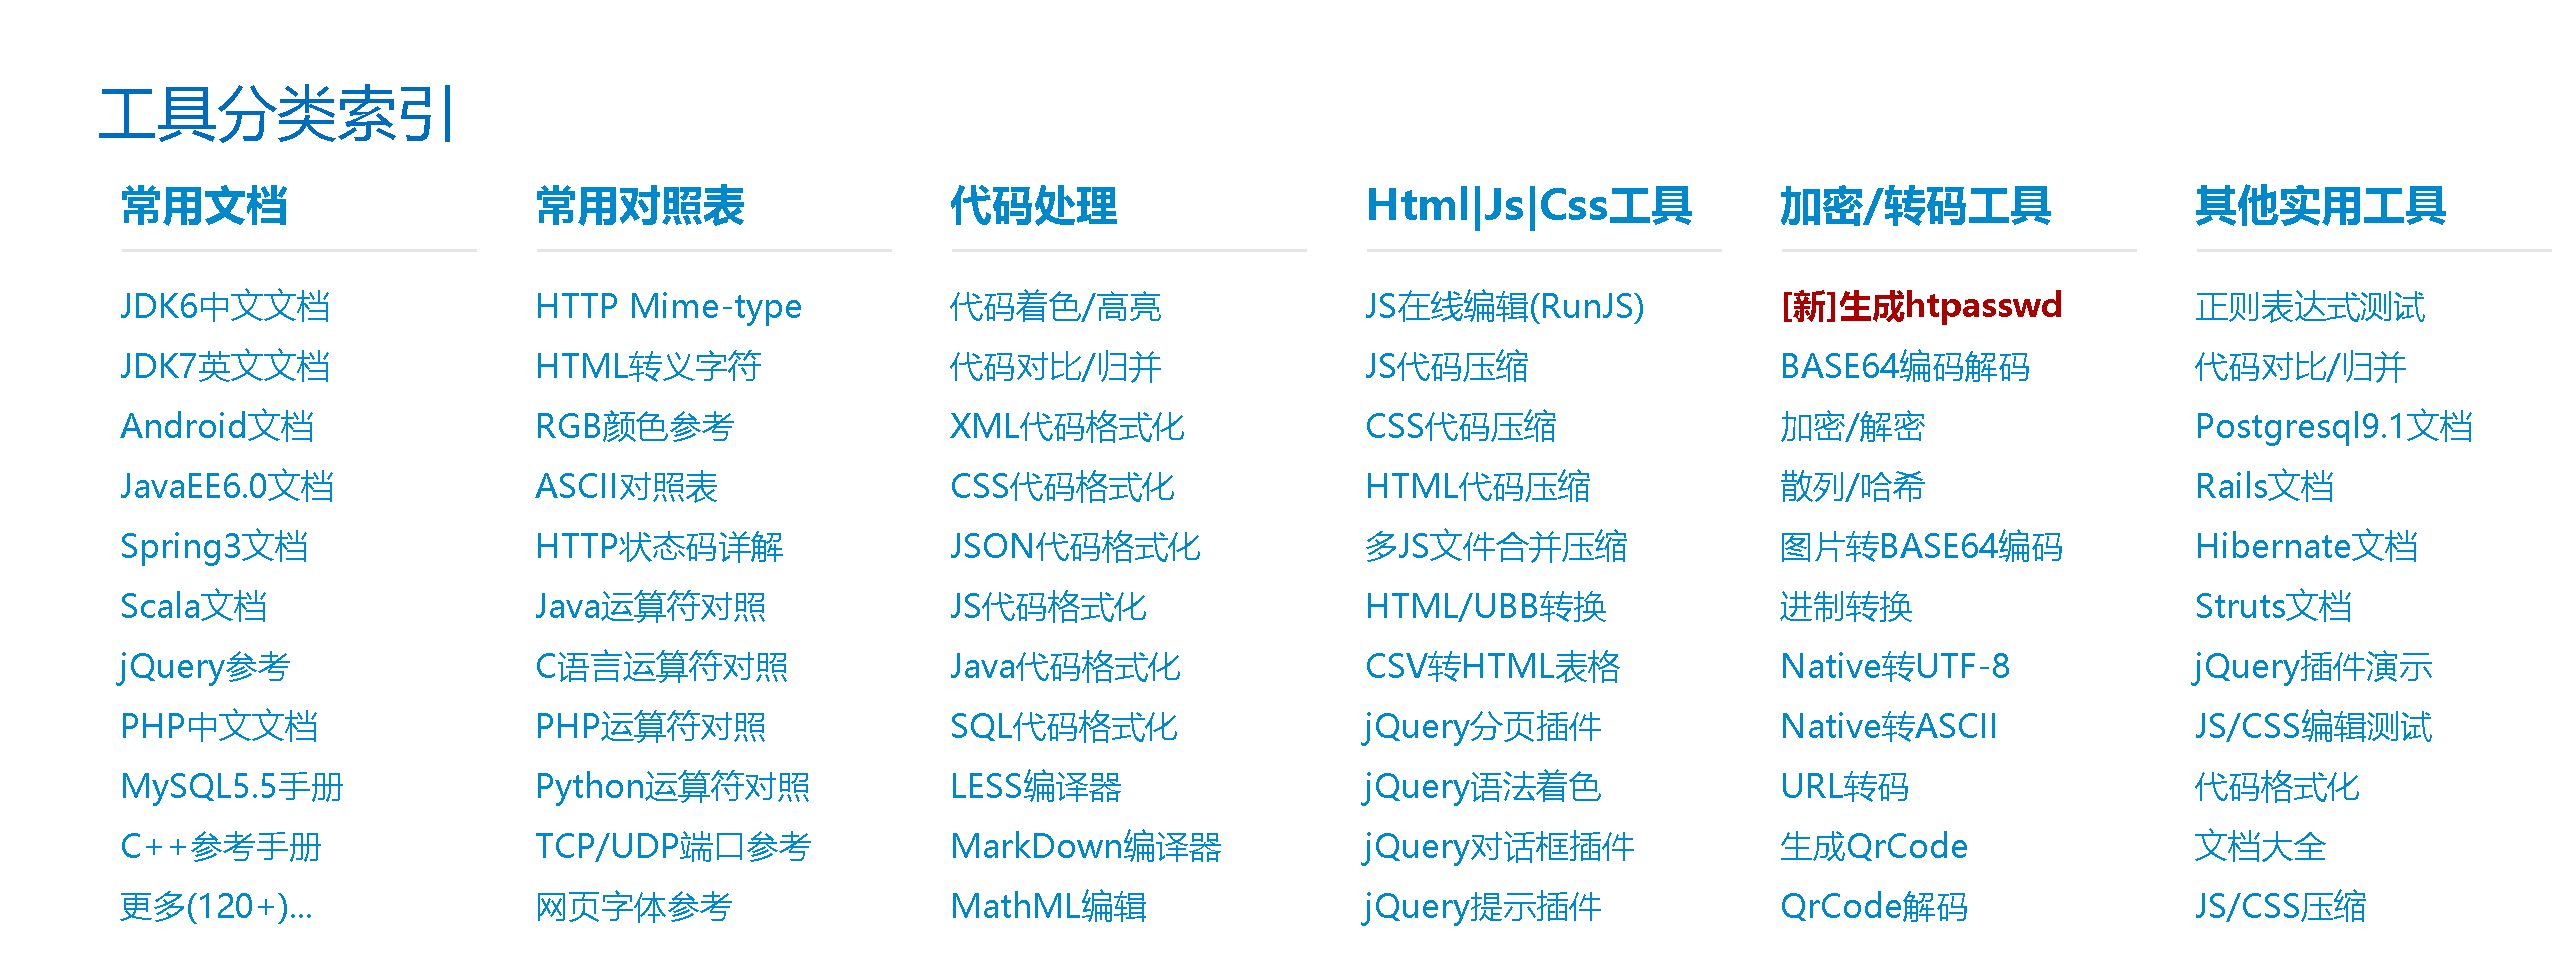 工具分类索引
常用文档
JDK6中文文档
JDK7英文文档
Android文档
JavaEE6.0文档
Spring3文档
Scala文档
jQuery参考
PHP中文文档
MySQL5.5手册
C++参考手册
更多(120+)...
常用对照表
HTTP Mime-type
HTML转义字符
RGB颜色参考
ASCII对照表
HTTP状态码详解
Java运算符对照
C语言运算符对照
PHP运算符对照
Python运算符对照
TCP/UDP端口参考
网页字体参考
代码处理
代码着色/高亮
代码对比/归并
XML代码格式化
CSS代码格式化
JSON代码格式化
JS代码格式化
Java代码格式化
SQL代码格式化
LESS编译器
MarkDown编译器
MathML编辑
Html|Js|Css工具
JS在线编辑(RunJS)
JS代码压缩
CSS代码压缩
HTML代码压缩
多JS文件合并压缩
HTML/UBB转换
CSV转HTML表格
jQuery分页插件
jQuery语法着色
jQuery对话框插件
jQuery提示插件
加密/转码工具
[新]生成htpasswd
BASE64编码解码
加密/解密
散列/哈希
图片转BASE64编码
进制转换
Native转UTF-8
Native转ASCII
URL转码
生成QrCode
QrCode解码
其他实用工具
正则表达式测试
代码对比/归并
Postgresql9.1文档
Rails文档
Hibernate文档
Struts文档
jQuery插件演示
JS/CSS编辑测试
代码格式化
文档大全
JS/CSS压缩